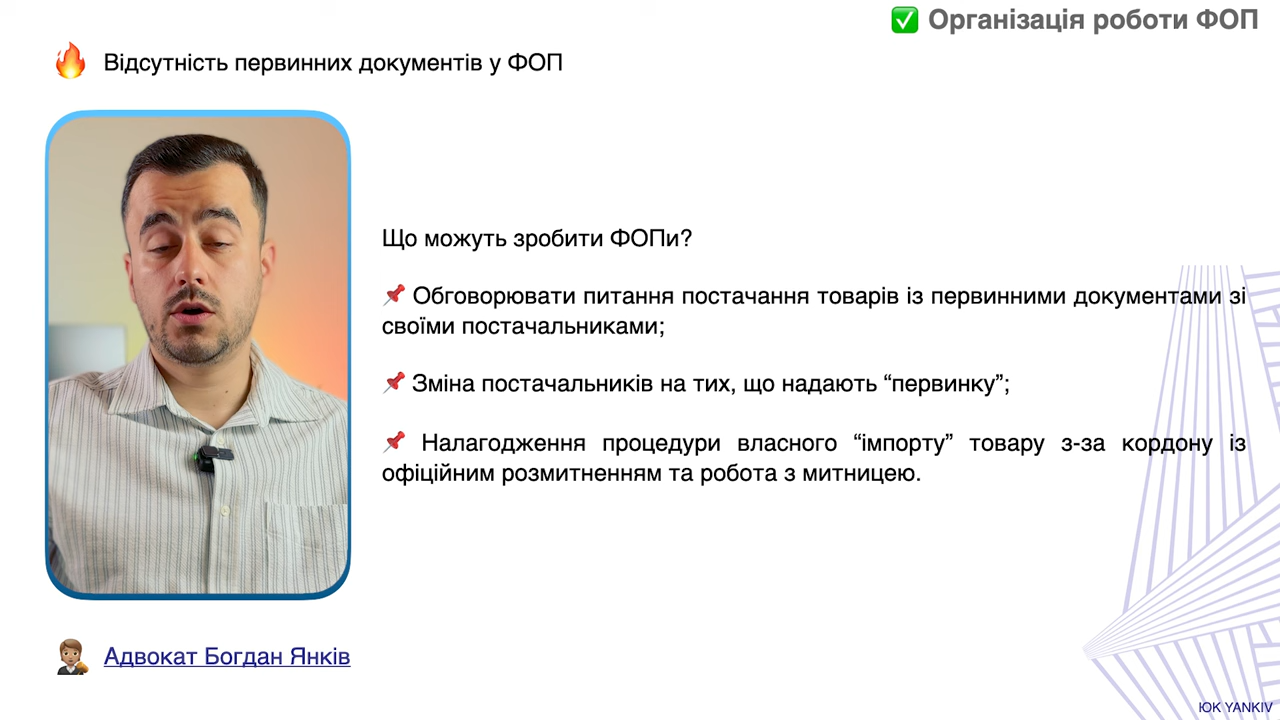 ✅ Організація роботи ФОП
🔥 Відсутність первинних документів у ФОП
Що можуть зробити ФОПи?
📌 Обговорювати питання постачання товарів із первинними документами зі
своїми постачальниками;
📌 Зміна постачальників на тих, що надають “первинку”;
📌 Налагодження процедури власного “імпорту” товару з-за кордону із
офіційним розмитненням та робота з митницею.
Адвокат Богдан Янків
ЮК YANKIV